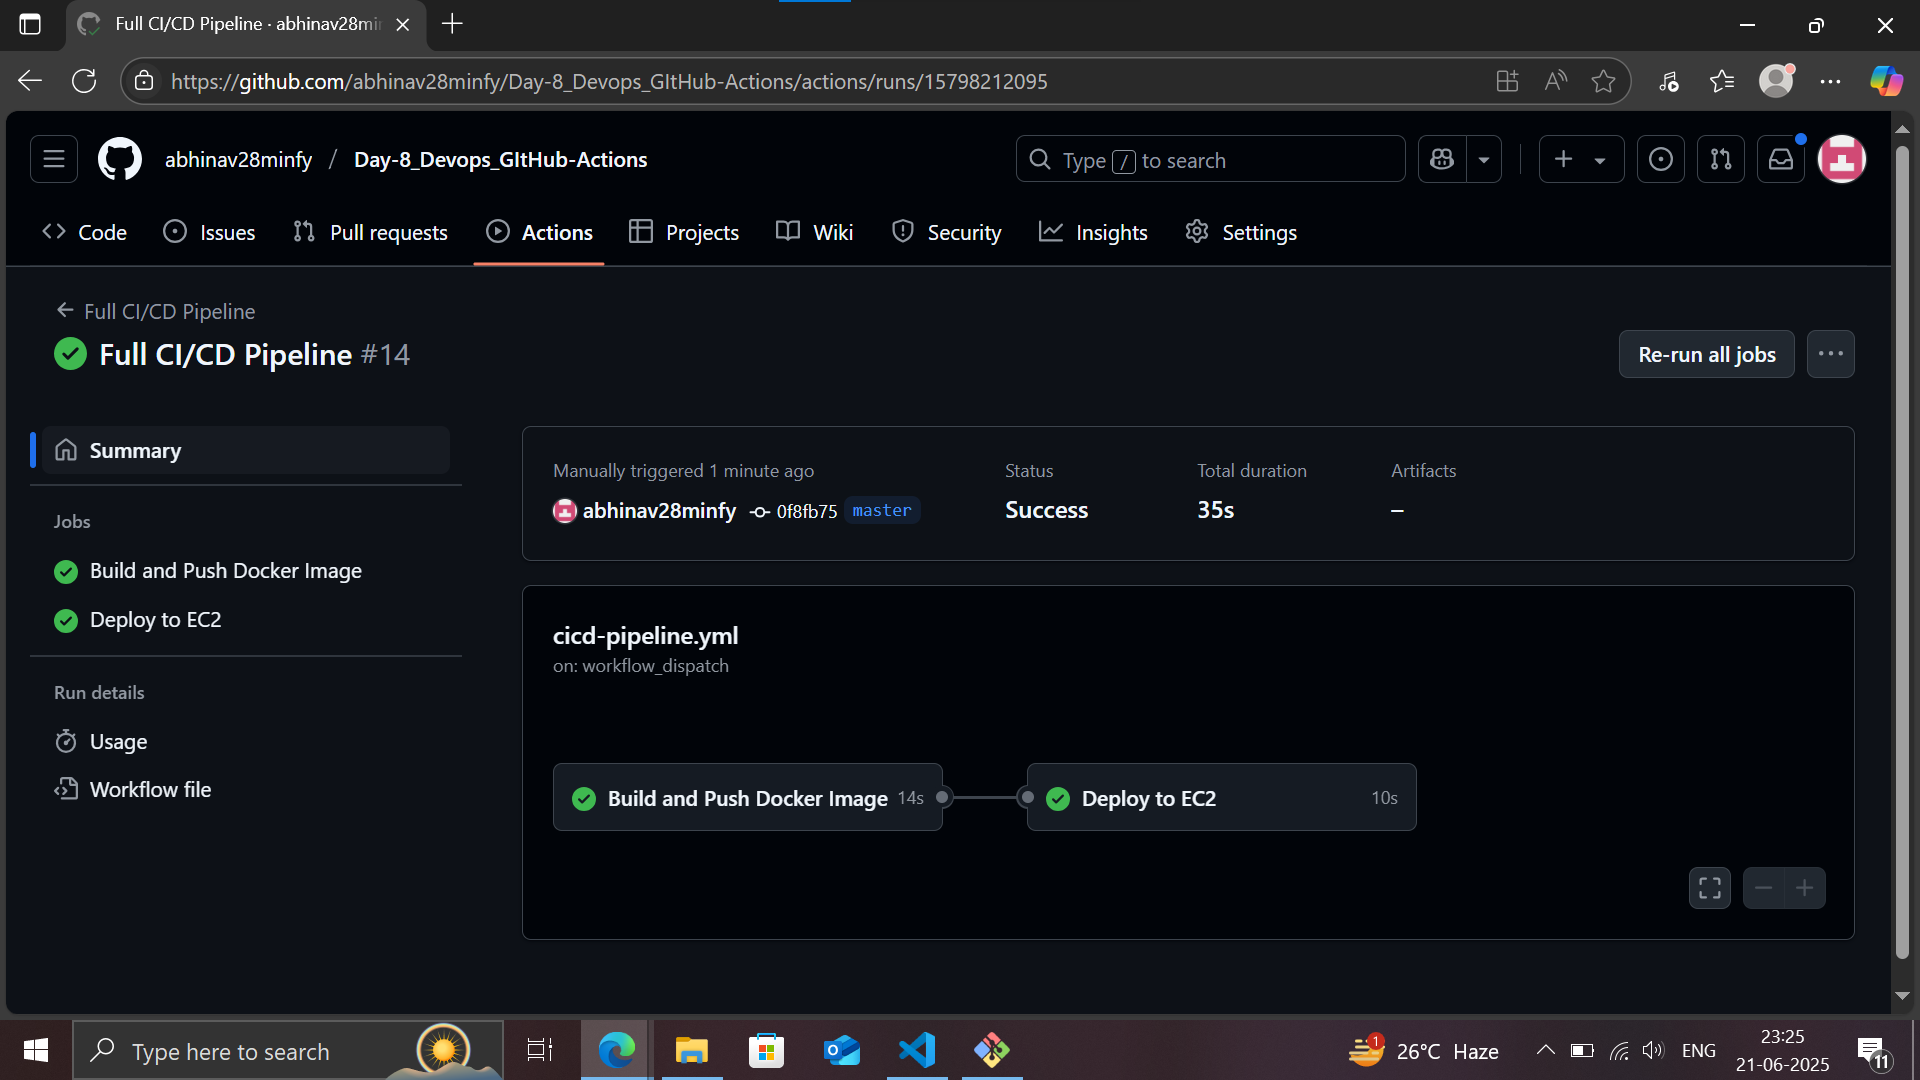 Full CI/CD Pipeline · abhinav28mi
https://github.com/abhinav28minfy/Day-8_Devops_GItHub-Actions/actions/runs/15798212095
abhinav28minfy / Day-8_Devops_GItHub-Actions
Type / to search
Code
Issues
Pull requests
Actions
Projects
Wiki
Security
Insights
Settings
Full CI/CD Pipeline
Full CI/CD Pipeline #14
Re-run all jobs
Summary
Jobs
Build and Push Docker Image
Deploy to EC2
Run details
Usage
Workflow file
Manually triggered 1 minute ago
abhinav28minfy 0f8fb75 master
Status
Success
Total duration
35s
Artifacts
–
cicd-pipeline.yml
on: workflow_dispatch
Build and Push Docker Image 14s
Deploy to EC2 10s
Type here to search
1
26°C Haze
ENG
23:25
21-06-2025
11